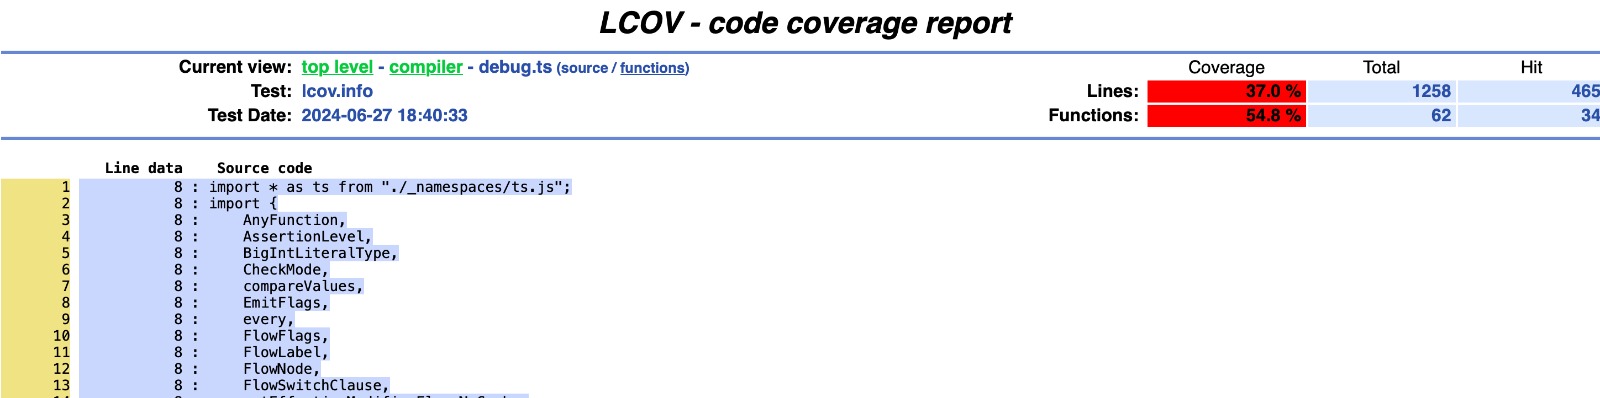 LCOV - code coverage report
Current view: top level - compiler - debug.ts (source / functions) Coverage Total Hit
Test: lcov.info Lines: 37.0 % 1258 465
Test Date: 2024-06-27 18:40:33 Functions: 54.8 % 62 34
Line data Source code
1 8 : import * as ts from "./_namespaces/ts.js";
2 8 : import {
3 8 : AnyFunction,
4 8 : AssertionLevel,
5 8 : BigIntLiteralType,
6 8 : CheckMode,
7 8 : compareValues,
8 8 : EmitFlags,
9 8 : every,
10 8 : FlowFlags,
11 8 : FlowLabel,
12 8 : FlowNode,
13 8 : FlowSwitchClause,